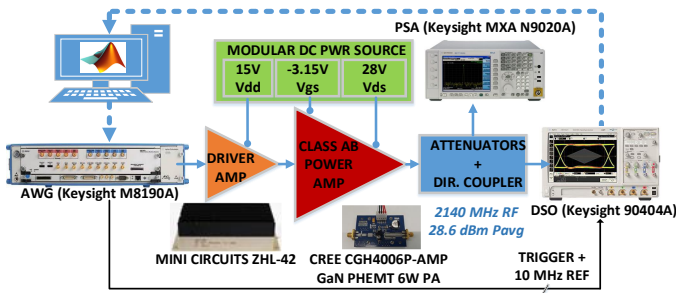 PSA (Keysight MXA N9020A)
MODULAR DC PWR SOURCE
15V
Vdd
-3.15V
Vgs
28V
Vds
DRIVER
AMP
CLASS AB
POWER
AMP
ATTENUATORS
+
DIR. COUPLER
AWG (Keysight M8190A)
2140 MHz RF
28.6 dBm Pavg
DSO (Keysight 90404A)
MINI CIRCUITS ZHL-42
CREE CGH4006P-AMP
GaN PHEMT 6W PA
TRIGGER +
10 MHz REF